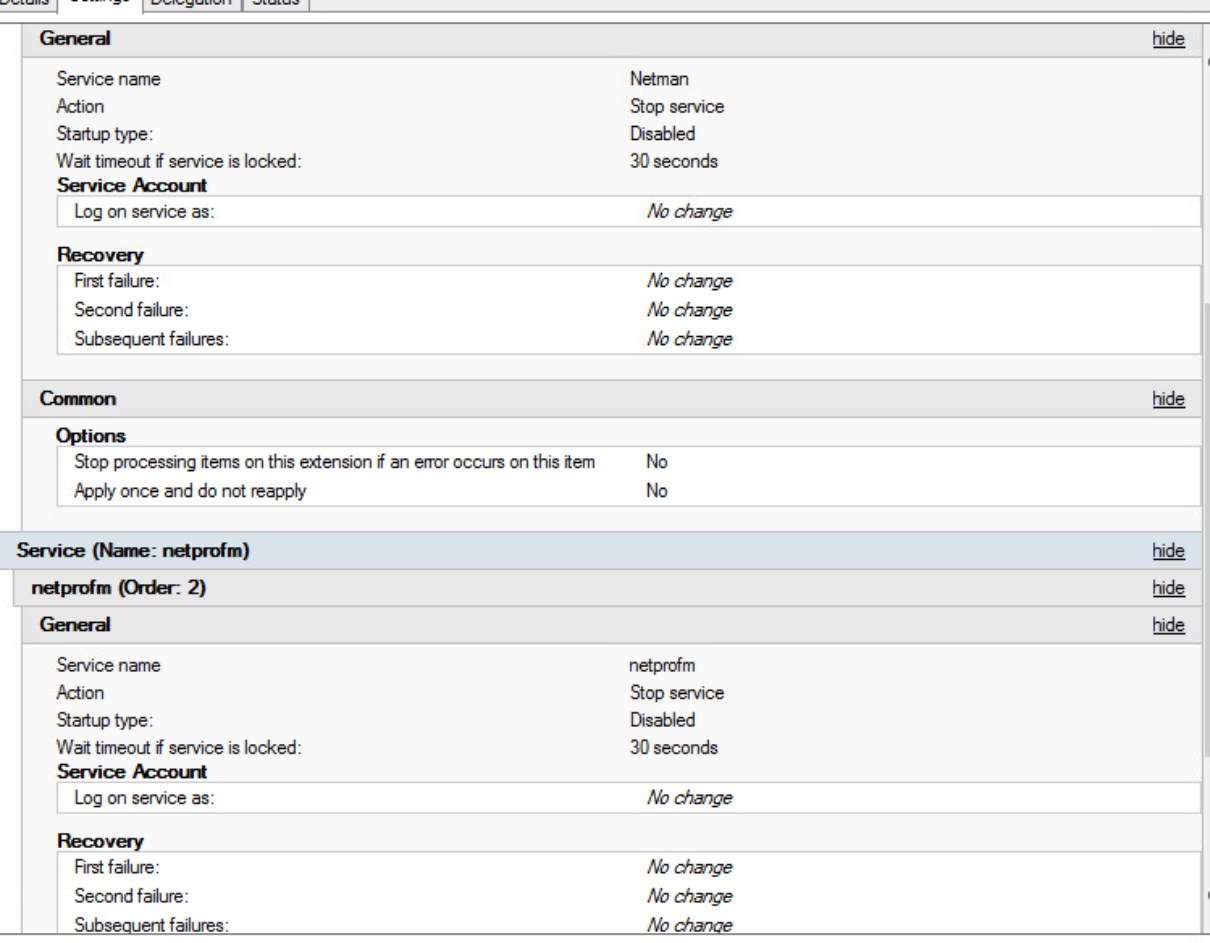 Details Settings Delegation Status
General hide
Service name Netman
Action Stop service
Startup type: Disabled
Wait timeout if service is locked: 30 seconds
Service Account
Log on service as: No change
Recovery
First failure: No change
Second failure: No change
Subsequent failures: No change
Common hide
Options
Stop processing items on this extension if an error occurs on this item No
Apply once and do not reapply No
Service (Name: netprofm) hide
netprofm (Order: 2) hide
General hide
Service name netprofm
Action Stop service
Startup type: Disabled
Wait timeout if service is locked: 30 seconds
Service Account
Log on service as: No change
Recovery
First failure: No change
Second failure: No change
Subsequent failures: No change